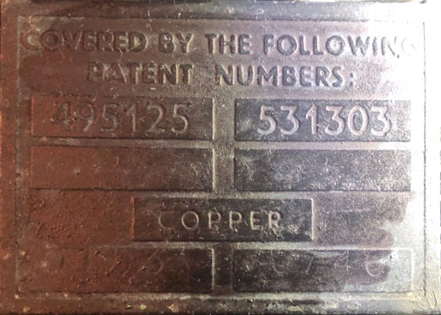 COVERED BY THE FOLLOWING
PATENT NUMBERS:
495125 531303
COPPER